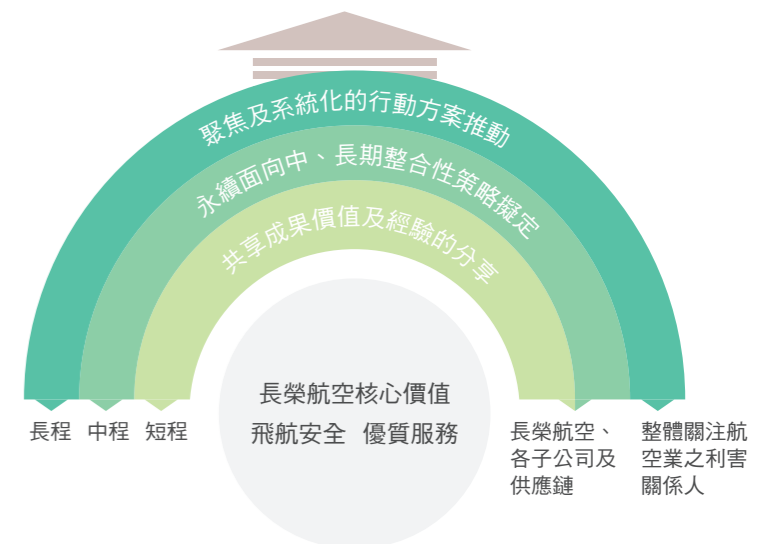 聚焦及系統化的行動方案推動
永續面向中、長期整合性策略擬定
共享成果價值及經驗的分享
長榮航空核心價值
飛航安全 優質服務
長程 中程 短程
長榮航空、
各子公司及
供應鏈
整體關注航
空業之利害
關係人